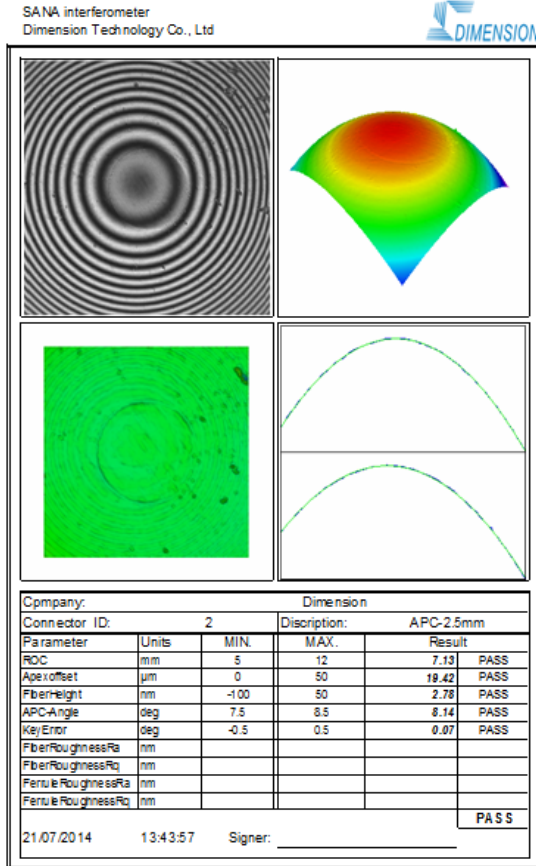 SANA interferometer
Dimension Technology Co., Ltd
DIMENSION
Cpmpany: Dimension
Connector ID: 2 Discription: APC-2.5mm
Parameter Units MIN. MAX. Result
ROC mm 5 12 7.13 PASS
Apexoffset μm 0 50 19.42 PASS
FiberHeight nm -100 50 2.78 PASS
APC-Angle deg 7.5 8.5 8.14 PASS
KeyError deg -0.5 0.5 0.07 PASS
FiberRoughnessRa nm
FiberRoughnessRq nm
FerruleRoughnessRa nm
FerruleRoughnessRq nm
PASS
21/07/2014 13:43:57 Signer: